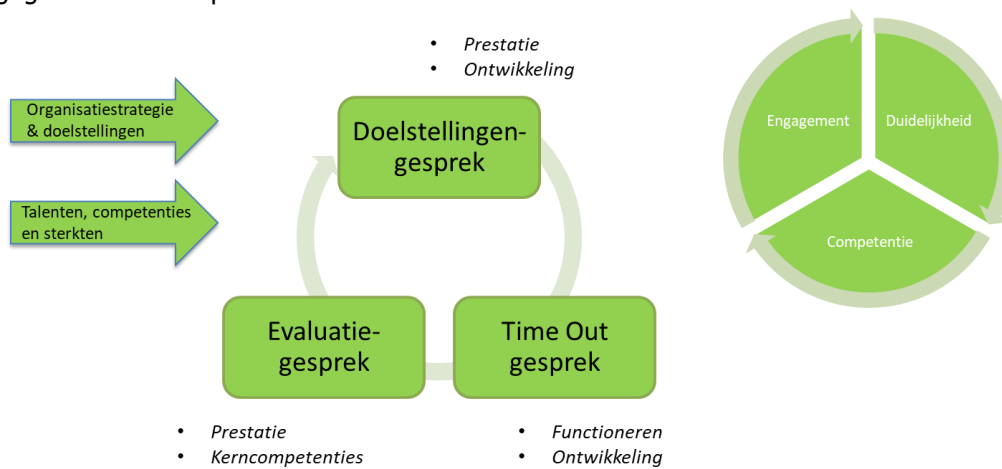 • Prestatie
• Ontwikkeling
Organisatiestrategie
& doelstellingen
Doelstellingen-
gesprek
Talenten, competenties
en sterkten
Engagement
Duidelijkheid
Competentie
Evaluatie-
gesprek
Time Out
gesprek
• Prestatie
• Kerncompetenties
• Functioneren
• Ontwikkeling